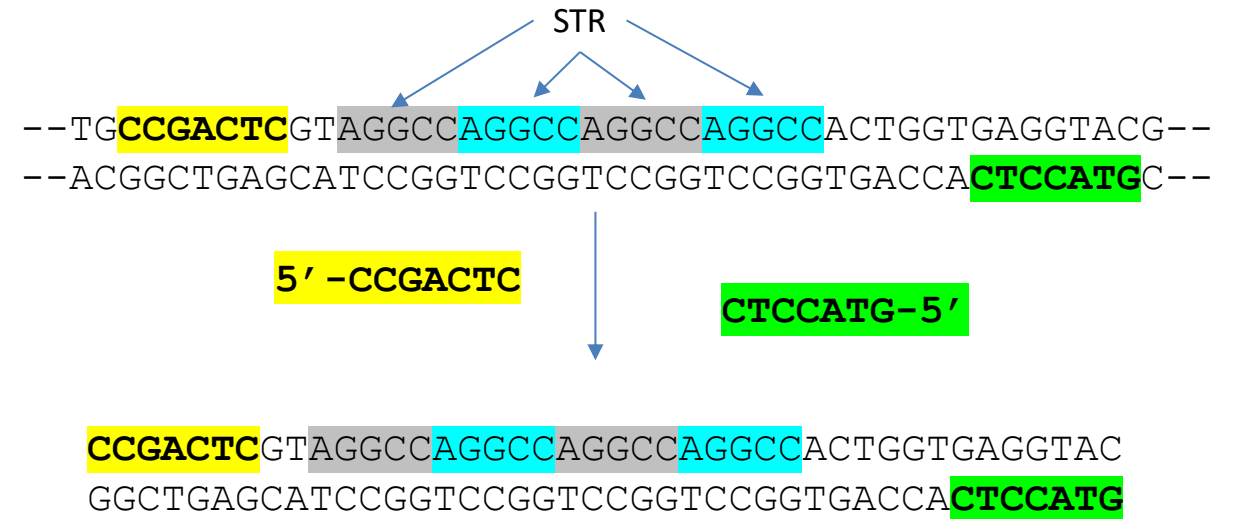 STR
--TGCCGACTCGTAGGCCAGGCCAGGCCAGGCCACTGGTGAGGTACG--
--ACGGCTGAGCATCCGGTCCGGTCCGGTCCGGTGACCACTCCATGC--
5’-CCGACTC
CTCCATG-5’
CCGACTCGTAGGCCAGGCCAGGCCAGGCCACTGGTGAGGTAC
GGCTGAGCATCCGGTCCGGTCCGGTCCGGTGACCACTCCATG